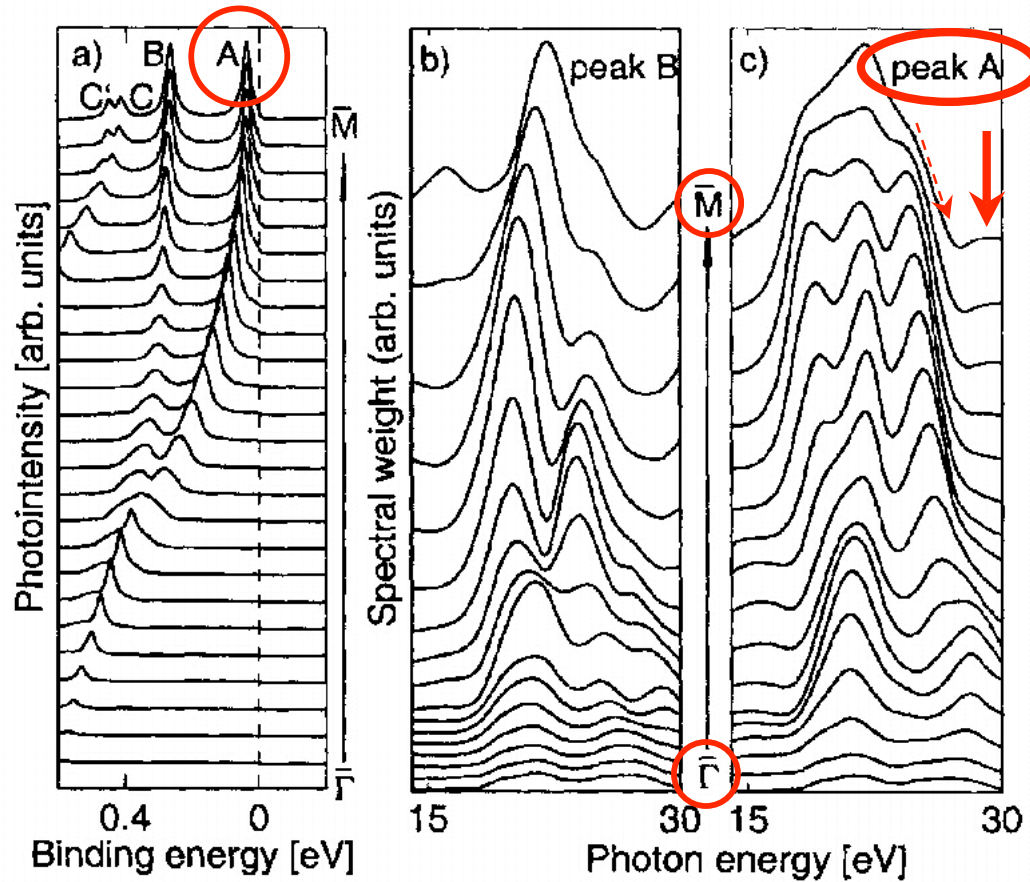 a)
B
A
C' C
M̄
Γ̄
0.4
0
Binding energy [eV]
Photointensity [arb. units]
b)
peak B
Spectral weight (arb. units)
15
30
M̄
Γ̄
c)
peak A
15
30
Photon energy [eV]